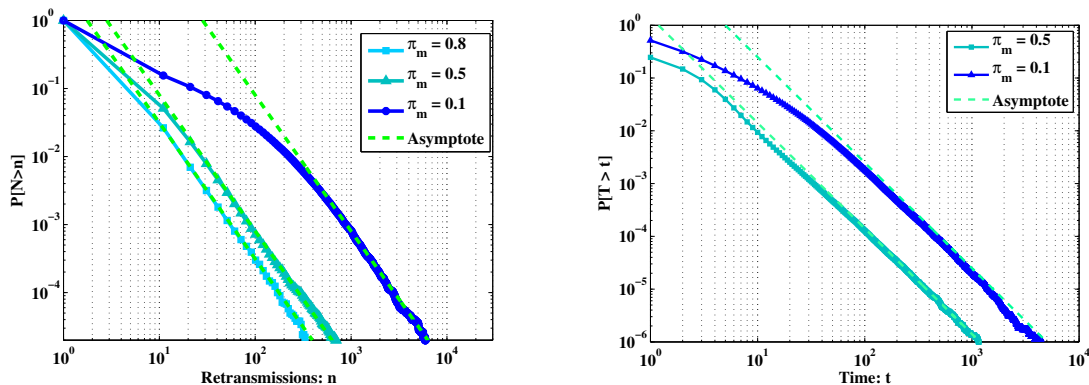 10^0
10^-1
10^-2
10^-3
10^-4
10^0
10^1
10^2
10^3
10^4
P[N>n]
Retransmissions: n
π_m = 0.8
π_m = 0.5
π_m = 0.1
Asymptote
10^0
10^-1
10^-2
10^-3
10^-4
10^-5
10^-6
10^0
10^1
10^2
10^3
10^4
P[T > t]
Time: t
π_m = 0.5
π_m = 0.1
Asymptote